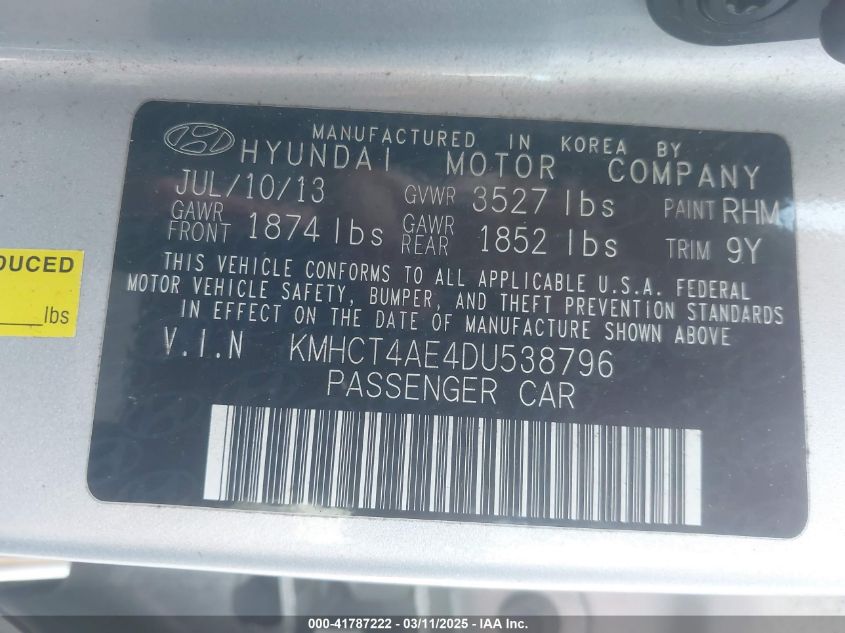 MANUFACTURED IN KOREA BY
HYUNDAI MOTOR COMPANY
JUL/10/13 GVWR 3527 lbs PAINT RHM
GAWR FRONT 1874 lbs GAWR REAR 1852 lbs TRIM 9Y
THIS VEHICLE CONFORMS TO ALL APPLICABLE U.S.A. FEDERAL
MOTOR VEHICLE SAFETY, BUMPER, AND THEFT PREVENTION STANDARDS
IN EFFECT ON THE DATE OF MANUFACTURE SHOWN ABOVE
V.I.N KMHCT4AE4DU538796
PASSENGER CAR
DUCED
lbs
000-41787222 - 03/11/2025 - IAA Inc.